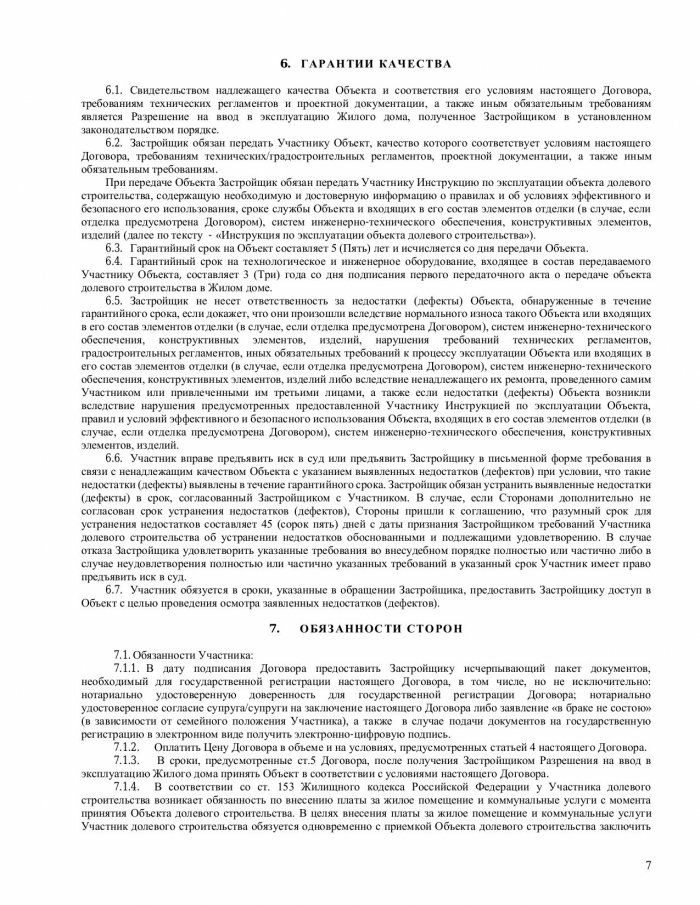 6. ГАРАНТИИ КАЧЕСТВА
6.1. Свидетельством надлежащего качества Объекта и соответствия его условиям настоящего Договора,
требованиям технических регламентов и проектной документации, а также иным обязательным требованиям
является Разрешение на ввод в эксплуатацию Жилого дома, полученное Застройщиком в установленном
законодательством порядке.
6.2. Застройщик обязан передать Участнику Объект, качество которого соответствует условиям настоящего
Договора, требованиям технических/градостроительных регламентов, проектной документации, а также иным
обязательным требованиям.
При передаче Объекта Застройщик обязан передать Участнику Инструкцию по эксплуатации объекта долевого
строительства, содержащую необходимую и достоверную информацию о правилах и об условиях эффективного и
безопасного его использования, сроке службы Объекта и входящих в его состав элементов отделки (в случае, если
отделка предусмотрена Договором), систем инженерно-технического обеспечения, конструктивных элементов,
изделий (далее по тексту - «Инструкция по эксплуатации объекта долевого строительства»).
6.3. Гарантийный срок на Объект составляет 5 (Пять) лет и исчисляется со дня передачи Объекта.
6.4. Гарантийный срок на технологическое и инженерное оборудование, входящее в состав передаваемого
Участнику Объекта, составляет 3 (Три) года со дня подписания первого передаточного акта о передаче объекта
долевого строительства в Жилом доме.
6.5. Застройщик не несет ответственность за недостатки (дефекты) Объекта, обнаруженные в течение
гарантийного срока, если докажет, что они произошли вследствие нормального износа такого Объекта или входящих
в его состав элементов отделки (в случае, если отделка предусмотрена Договором), систем инженерно-технического
обеспечения, конструктивных элементов, изделий, нарушения требований технических регламентов,
градостроительных регламентов, иных обязательных требований к процессу эксплуатации Объекта или входящих в
его состав элементов отделки (в случае, если отделка предусмотрена Договором), систем инженерно-технического
обеспечения, конструктивных элементов, изделий либо вследствие ненадлежащего их ремонта, проведенного самим
Участником или привлеченными им третьими лицами, а также если недостатки (дефекты) Объекта возникли
вследствие нарушения предусмотренных предоставленной Участнику Инструкцией по эксплуатации Объекта,
правил и условий эффективного и безопасного использования Объекта, входящих в его состав элементов отделки (в
случае, если отделка предусмотрена Договором), систем инженерно-технического обеспечения, конструктивных
элементов, изделий.
6.6. Участник вправе предъявить иск в суд или предъявить Застройщику в письменной форме требования в
связи с ненадлежащим качеством Объекта с указанием выявленных недостатков (дефектов) при условии, что такие
недостатки (дефекты) выявлены в течение гарантийного срока. Застройщик обязан устранить выявленные недостатки
(дефекты) в срок, согласованный Застройщиком с Участником. В случае, если Сторонами дополнительно не
согласован срок устранения недостатков (дефектов), Стороны пришли к соглашению, что разумный срок для
устранения недостатков составляет 45 (сорок пять) дней с даты признания Застройщиком требований Участника
долевого строительства об устранении недостатков обоснованными и подлежащими удовлетворению. В случае
отказа Застройщика удовлетворить указанные требования во внесудебном порядке полностью или частично либо в
случае неудовлетворения полностью или частично указанных требований в указанный срок Участник имеет право
предъявить иск в суд.
6.7. Участник обязуется в сроки, указанные в обращении Застройщика, предоставить Застройщику доступ в
Объект с целью проведения осмотра заявленных недостатков (дефектов).
7. ОБЯЗАННОСТИ СТОРОН
7.1. Обязанности Участника:
7.1.1. В дату подписания Договора предоставить Застройщику исчерпывающий пакет документов,
необходимый для государственной регистрации настоящего Договора, в том числе, но не исключительно:
нотариально удостоверенную доверенность для государственной регистрации Договора; нотариально
удостоверенное согласие супруга/супруги на заключение настоящего Договора либо заявление «в браке не состою»
(в зависимости от семейного положения Участника), а также в случае подачи документов на государственную
регистрацию в электронном виде получить электронно-цифровую подпись.
7.1.2. Оплатить Цену Договора в объеме и на условиях, предусмотренных статьей 4 настоящего Договора.
7.1.3. В сроки, предусмотренные ст.5 Договора, после получения Застройщиком Разрешения на ввод в
эксплуатацию Жилого дома принять Объект в соответствии с условиями настоящего Договора.
7.1.4. В соответствии со ст. 153 Жилищного кодекса Российской Федерации у Участника долевого
строительства возникает обязанность по внесению платы за жилое помещение и коммунальные услуги с момента
принятия Объекта долевого строительства. В целях внесения платы за жилое помещение и коммунальные услуги
Участник долевого строительства обязуется одновременно с приемкой Объекта долевого строительства заключить
7